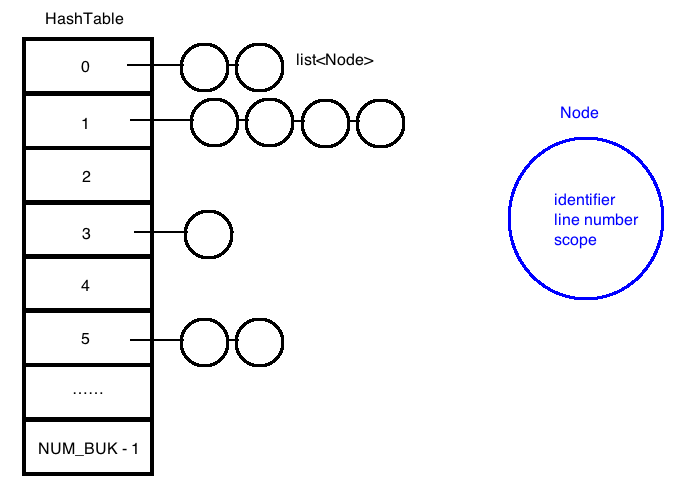 HashTable
0
list<Node>
1
Node
2
identifier
line number
scope
3
4
5
......
NUM_BUK - 1